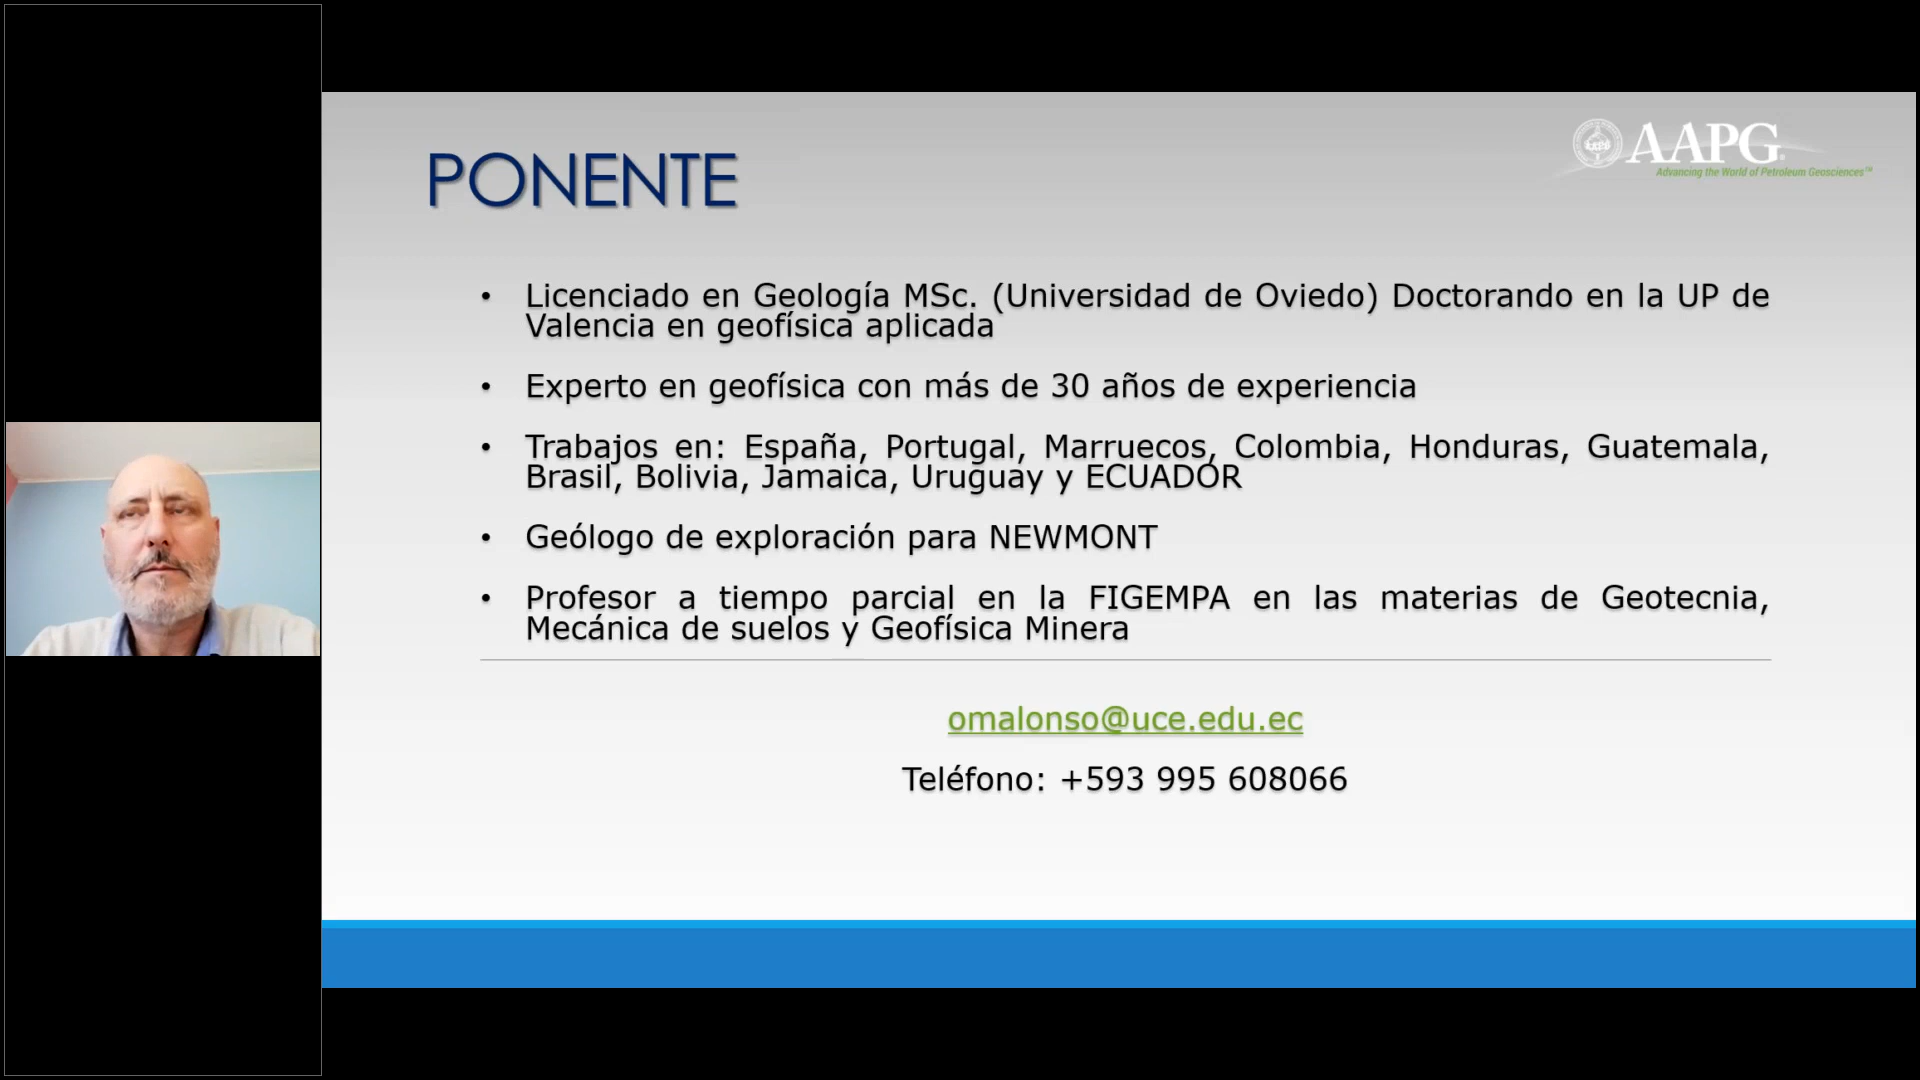 PONENTE
AAPG
Advancing the World of Petroleum Geosciences™
• Licenciado en Geología MSc. (Universidad de Oviedo) Doctorando en la UP de
Valencia en geofísica aplicada
• Experto en geofísica con más de 30 años de experiencia
• Trabajos en: España, Portugal, Marruecos, Colombia, Honduras, Guatemala,
Brasil, Bolivia, Jamaica, Uruguay y ECUADOR
• Geólogo de exploración para NEWMONT
• Profesor a tiempo parcial en la FIGEMPA en las materias de Geotecnia,
Mecánica de suelos y Geofísica Minera
omalonso@uce.edu.ec
Teléfono: +593 995 608066